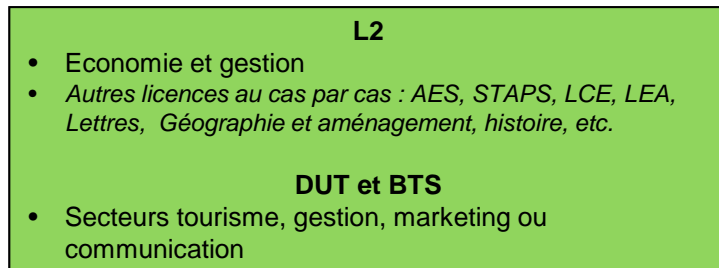 L2
• Economie et gestion
• Autres licences au cas par cas : AES, STAPS, LCE, LEA,
Lettres, Géographie et aménagement, histoire, etc.
DUT et BTS
• Secteurs tourisme, gestion, marketing ou
communication